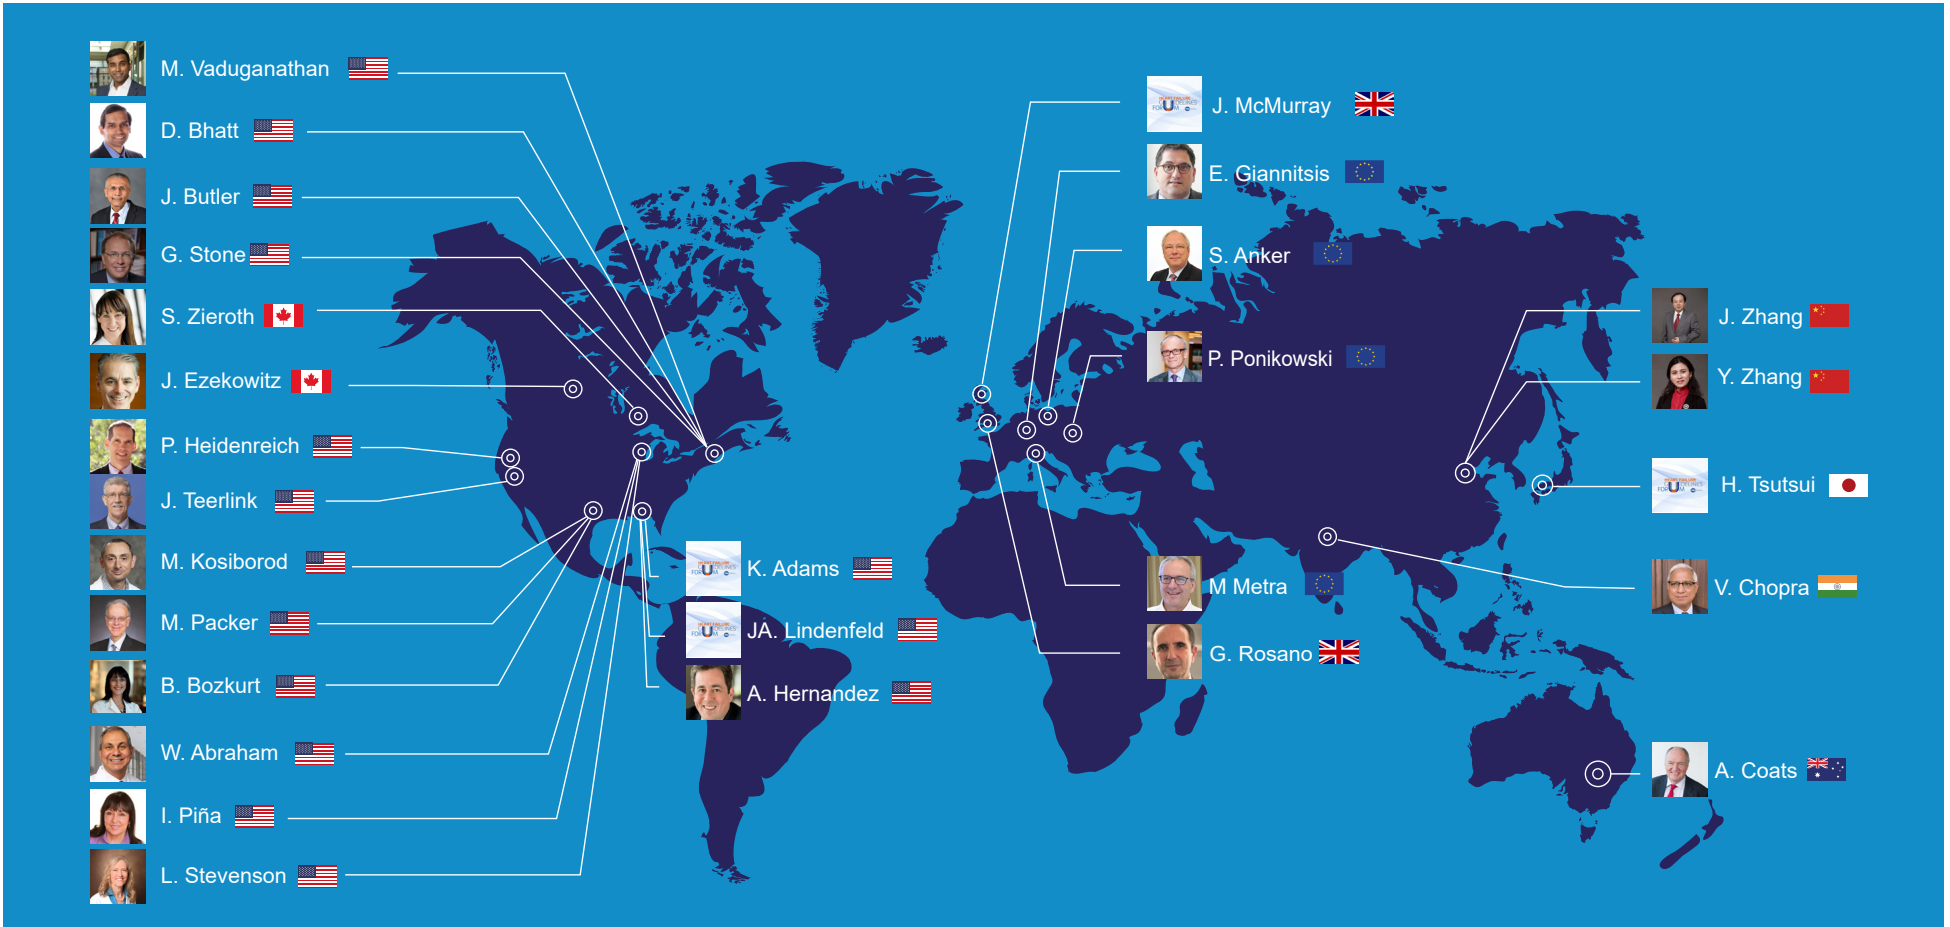 M. Vaduganathan
D. Bhatt
J. Butler
G. Stone
S. Zieroth
J. Ezekowitz
P. Heidenreich
J. Teerlink
M. Kosiborod
M. Packer
B. Bozkurt
W. Abraham
I. Piña
L. Stevenson
K. Adams
JA. Lindenfeld
A. Hernandez
J. McMurray
E. Giannitsis
S. Anker
P. Ponikowski
M Metra
G. Rosano
J. Zhang
Y. Zhang
H. Tsutsui
V. Chopra
A. Coats